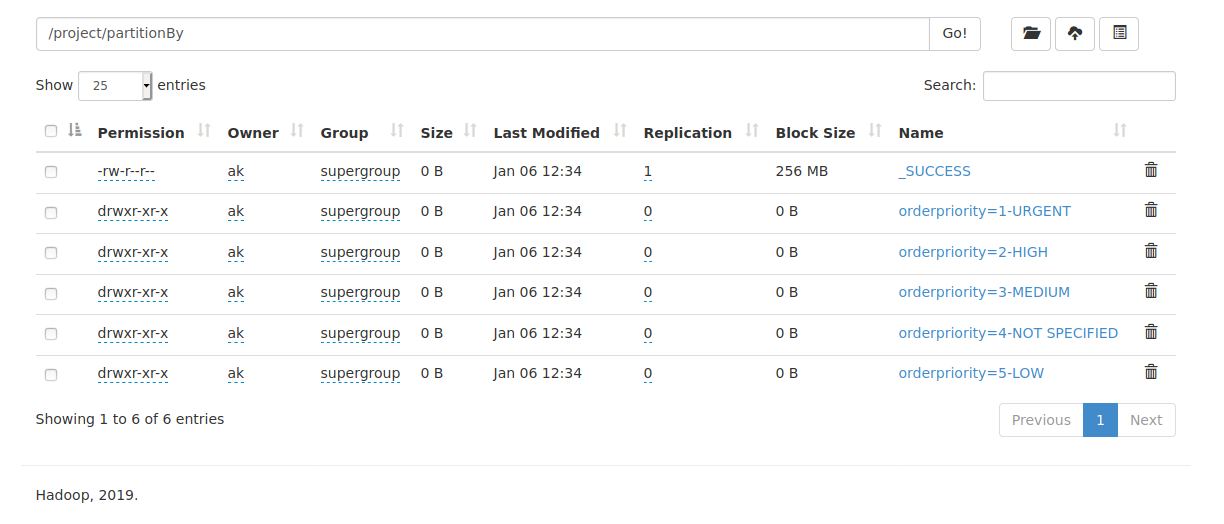 /project/partitionBy Go!
Show 25 entries Search:
Permission Owner Group Size Last Modified Replication Block Size Name
-rw-r--r-- ak supergroup 0 B Jan 06 12:34 1 256 MB _SUCCESS
drwxr-xr-x ak supergroup 0 B Jan 06 12:34 0 0 B orderpriority=1-URGENT
drwxr-xr-x ak supergroup 0 B Jan 06 12:34 0 0 B orderpriority=2-HIGH
drwxr-xr-x ak supergroup 0 B Jan 06 12:34 0 0 B orderpriority=3-MEDIUM
drwxr-xr-x ak supergroup 0 B Jan 06 12:34 0 0 B orderpriority=4-NOT SPECIFIED
drwxr-xr-x ak supergroup 0 B Jan 06 12:34 0 0 B orderpriority=5-LOW
Showing 1 to 6 of 6 entries Previous 1 Next
Hadoop, 2019.